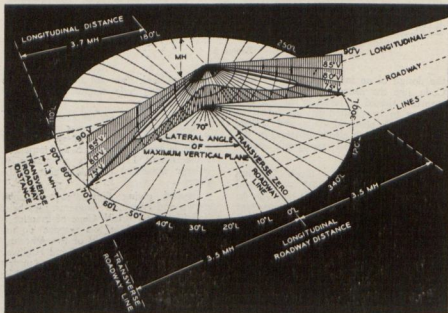 LONGITUDINAL DISTANCE
3.7 MH
180°L
MH
250°L
90°V
85°V
80°V
75°V
LONGITUDINAL
ROADWAY
LINES
90°V
85°V
80°V
75°V
70°
LATERAL ANGLE
OF
MAXIMUM VERTICAL PLANE
TRANSVERSE ZERO
ROADWAY
LINE
90°L
80°L
70°L
60°L
50°L
40°L
30°L
20°L
10°L
0°L
340°L
300°L
1.3 MH
TRANSVERSE
ROADWAY
DISTANCE
TRANSVERSE
ROADWAY LINE
3.5 MH
3.5 MH
LONGITUDINAL
ROADWAY DISTANCE